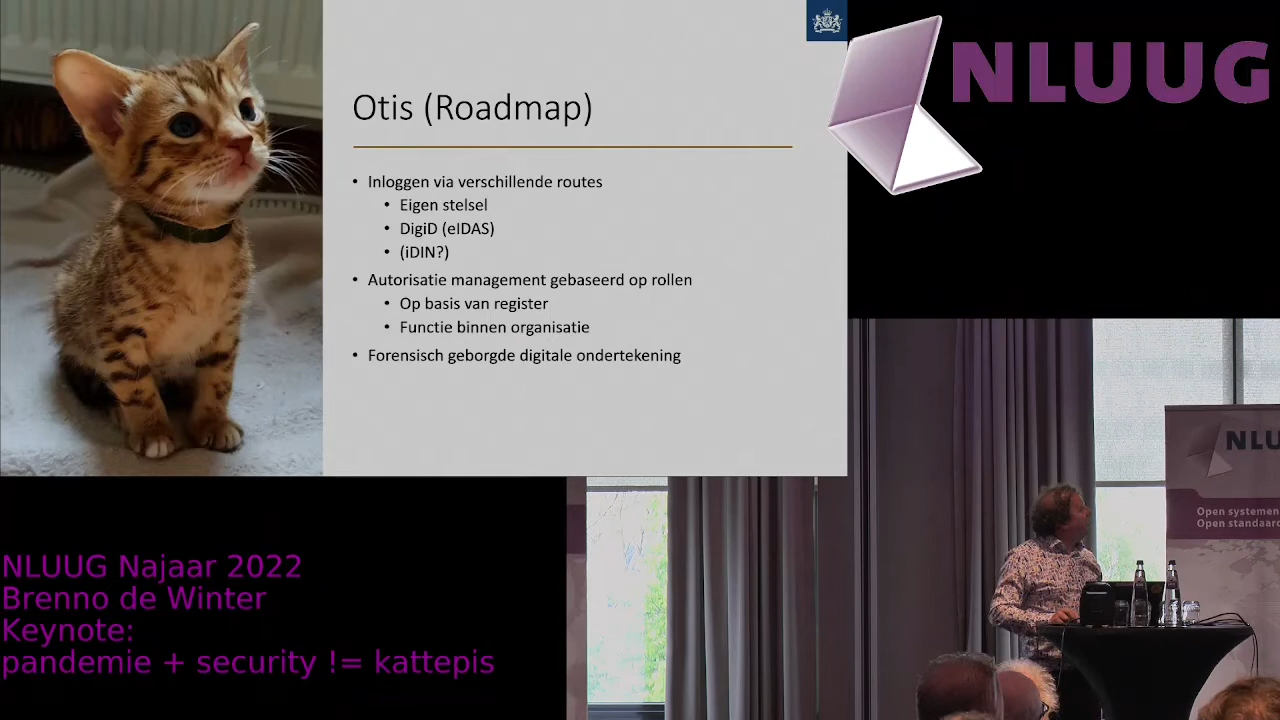 Otis (Roadmap)
• Inloggen via verschillende routes
• Eigen stelsel
• DigiD (eIDAS)
• (iDIN?)
• Autorisatie management gebaseerd op rollen
• Op basis van register
• Functie binnen organisatie
• Forensisch geborgde digitale ondertekening
NLUUG
NLU
Open systemen
Open standaar
NLUUG Najaar 2022
Brenno de Winter
Keynote:
pandemie + security != kattepis